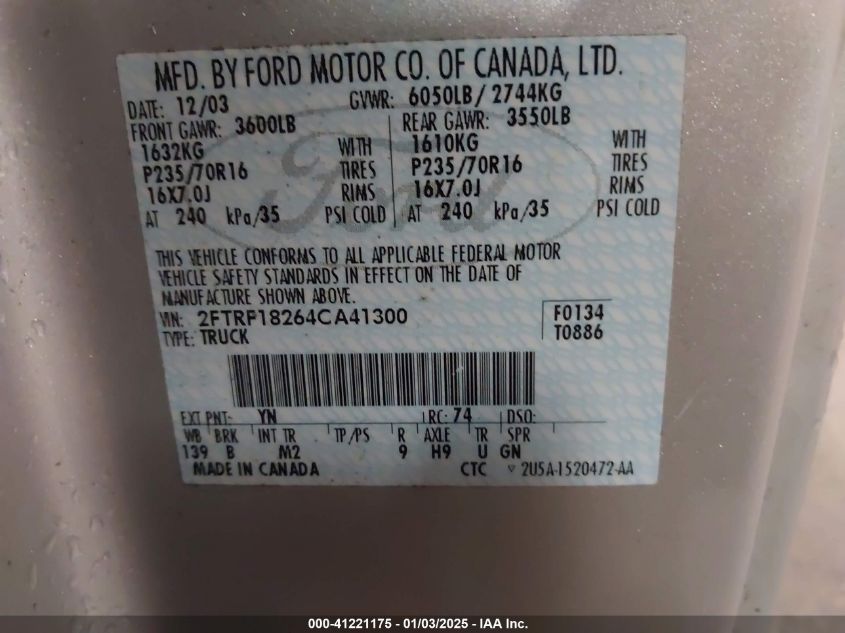 MFD. BY FORD MOTOR CO. OF CANADA, LTD.
DATE: 12/03 GVWR: 6050LB/ 2744KG
FRONT GAWR: 3600LB REAR GAWR: 3550LB
1632KG WITH 1610KG WITH
P235/70R16 TIRES P235/70R16 TIRES
16X7.0J RIMS 16X7.0J RIMS
AT 240 kPa/35 PSI COLD AT 240 kPa/35 PSI COLD
THIS VEHICLE CONFORMS TO ALL APPLICABLE FEDERAL MOTOR
VEHICLE SAFETY STANDARDS IN EFFECT ON THE DATE OF
MANUFACTURE SHOWN ABOVE.
VIN: 2FTRF18264CA41300 F0134
TYPE: TRUCK T0886
EXT PNT: YN RC: 74 DSO:
WB BRK INT TR TP/PS R AXLE TR SPR
139 B M2 9 H9 U GN
MADE IN CANADA CTC 2U5A-1520472-AA
Ford
000-41221175 - 01/03/2025 - IAA Inc.